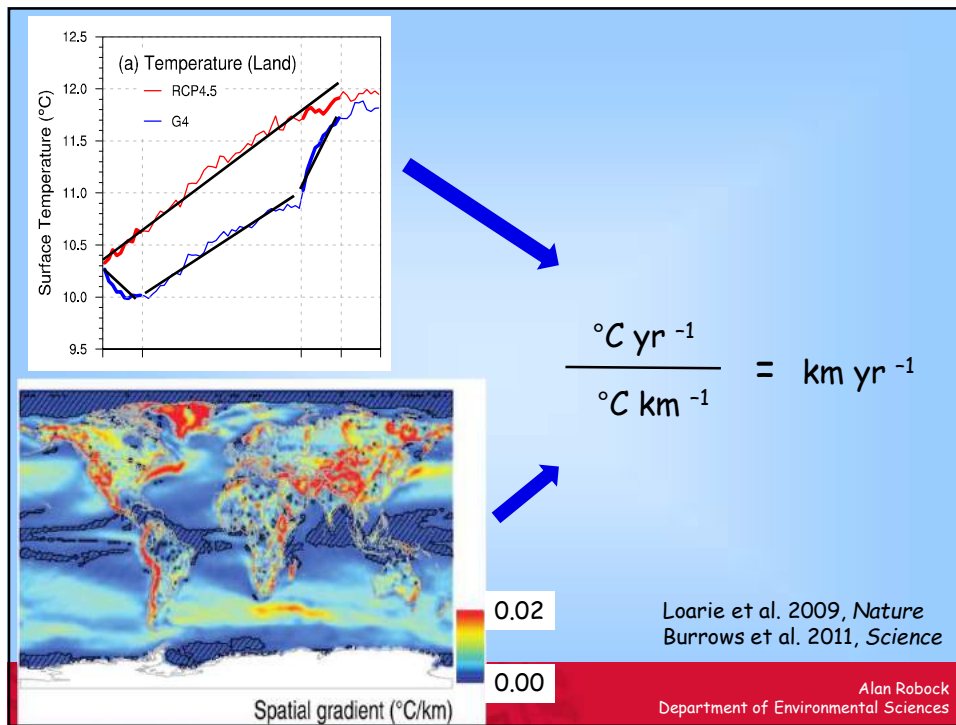 12.5
(a) Temperature (Land)
RCP4.5
12.0
G4
11.5
11.0
10.5
10.0
9.5
Surface Temperature (°C)
°C yr ⁻¹
°C km ⁻¹
= km yr ⁻¹
0.02
0.00
Spatial gradient (°C/km)
Loarie et al. 2009, Nature
Burrows et al. 2011, Science
Alan Robock
Department of Environmental Sciences